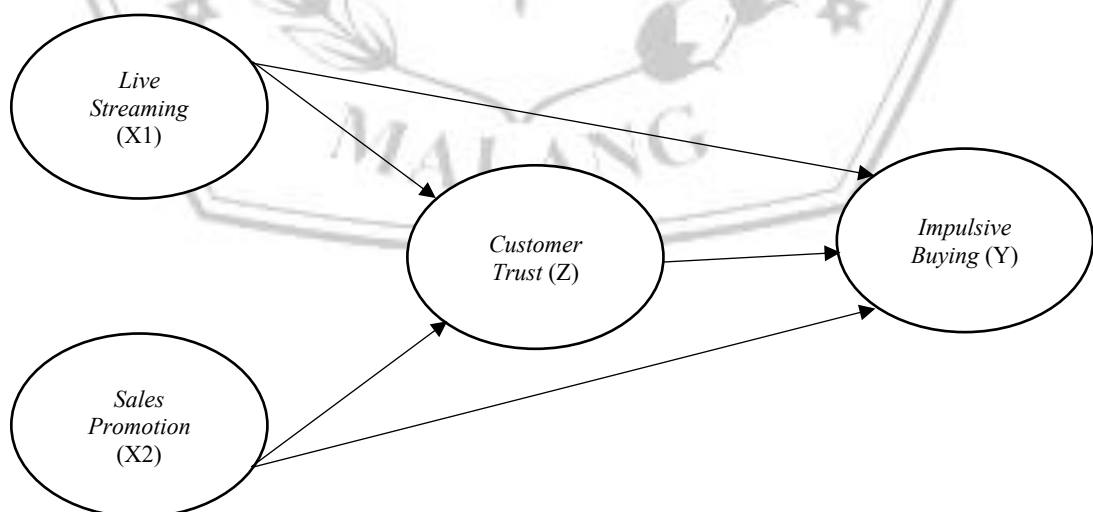 Live
Streaming
(X1)
MALANG
Customer
Trust (Z)
Impulsive
Buying (Y)
Sales
Promotion
(X2)